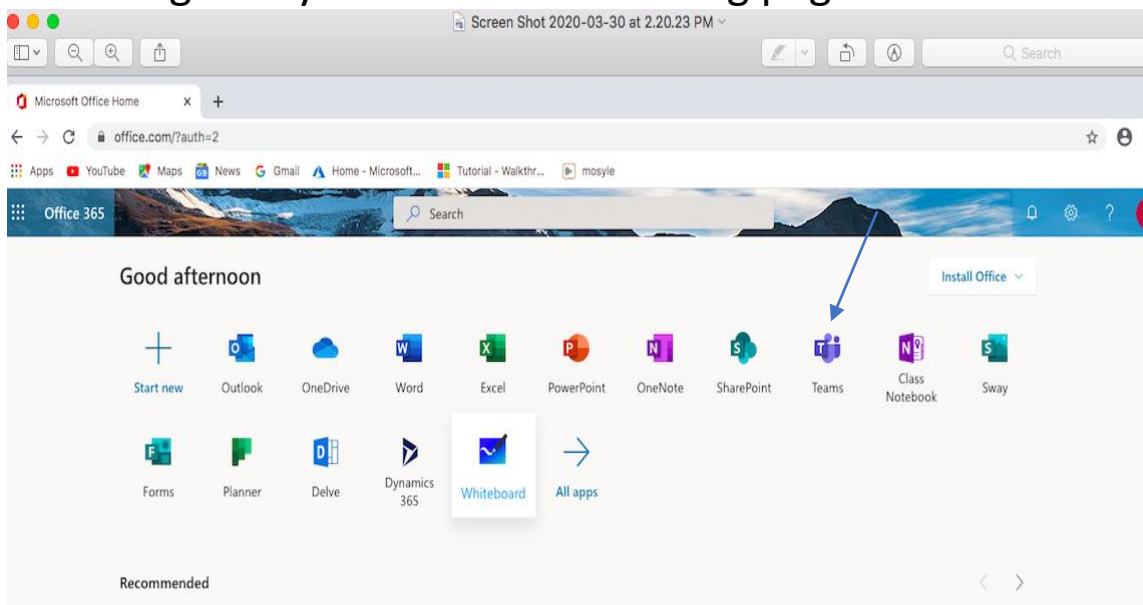 Screen Shot 2020-03-30 at 2.20.23 PM
Search
Microsoft Office Home
office.com/?auth=2
Apps YouTube Maps News Gmail Home - Microsoft... Tutorial - Walkthr... mosyle
Office 365 Search ?
Good afternoon Install Office
Start new Outlook OneDrive Word Excel PowerPoint OneNote SharePoint Teams Class Notebook Sway
Forms Planner Delve Dynamics 365 Whiteboard All apps
Recommended